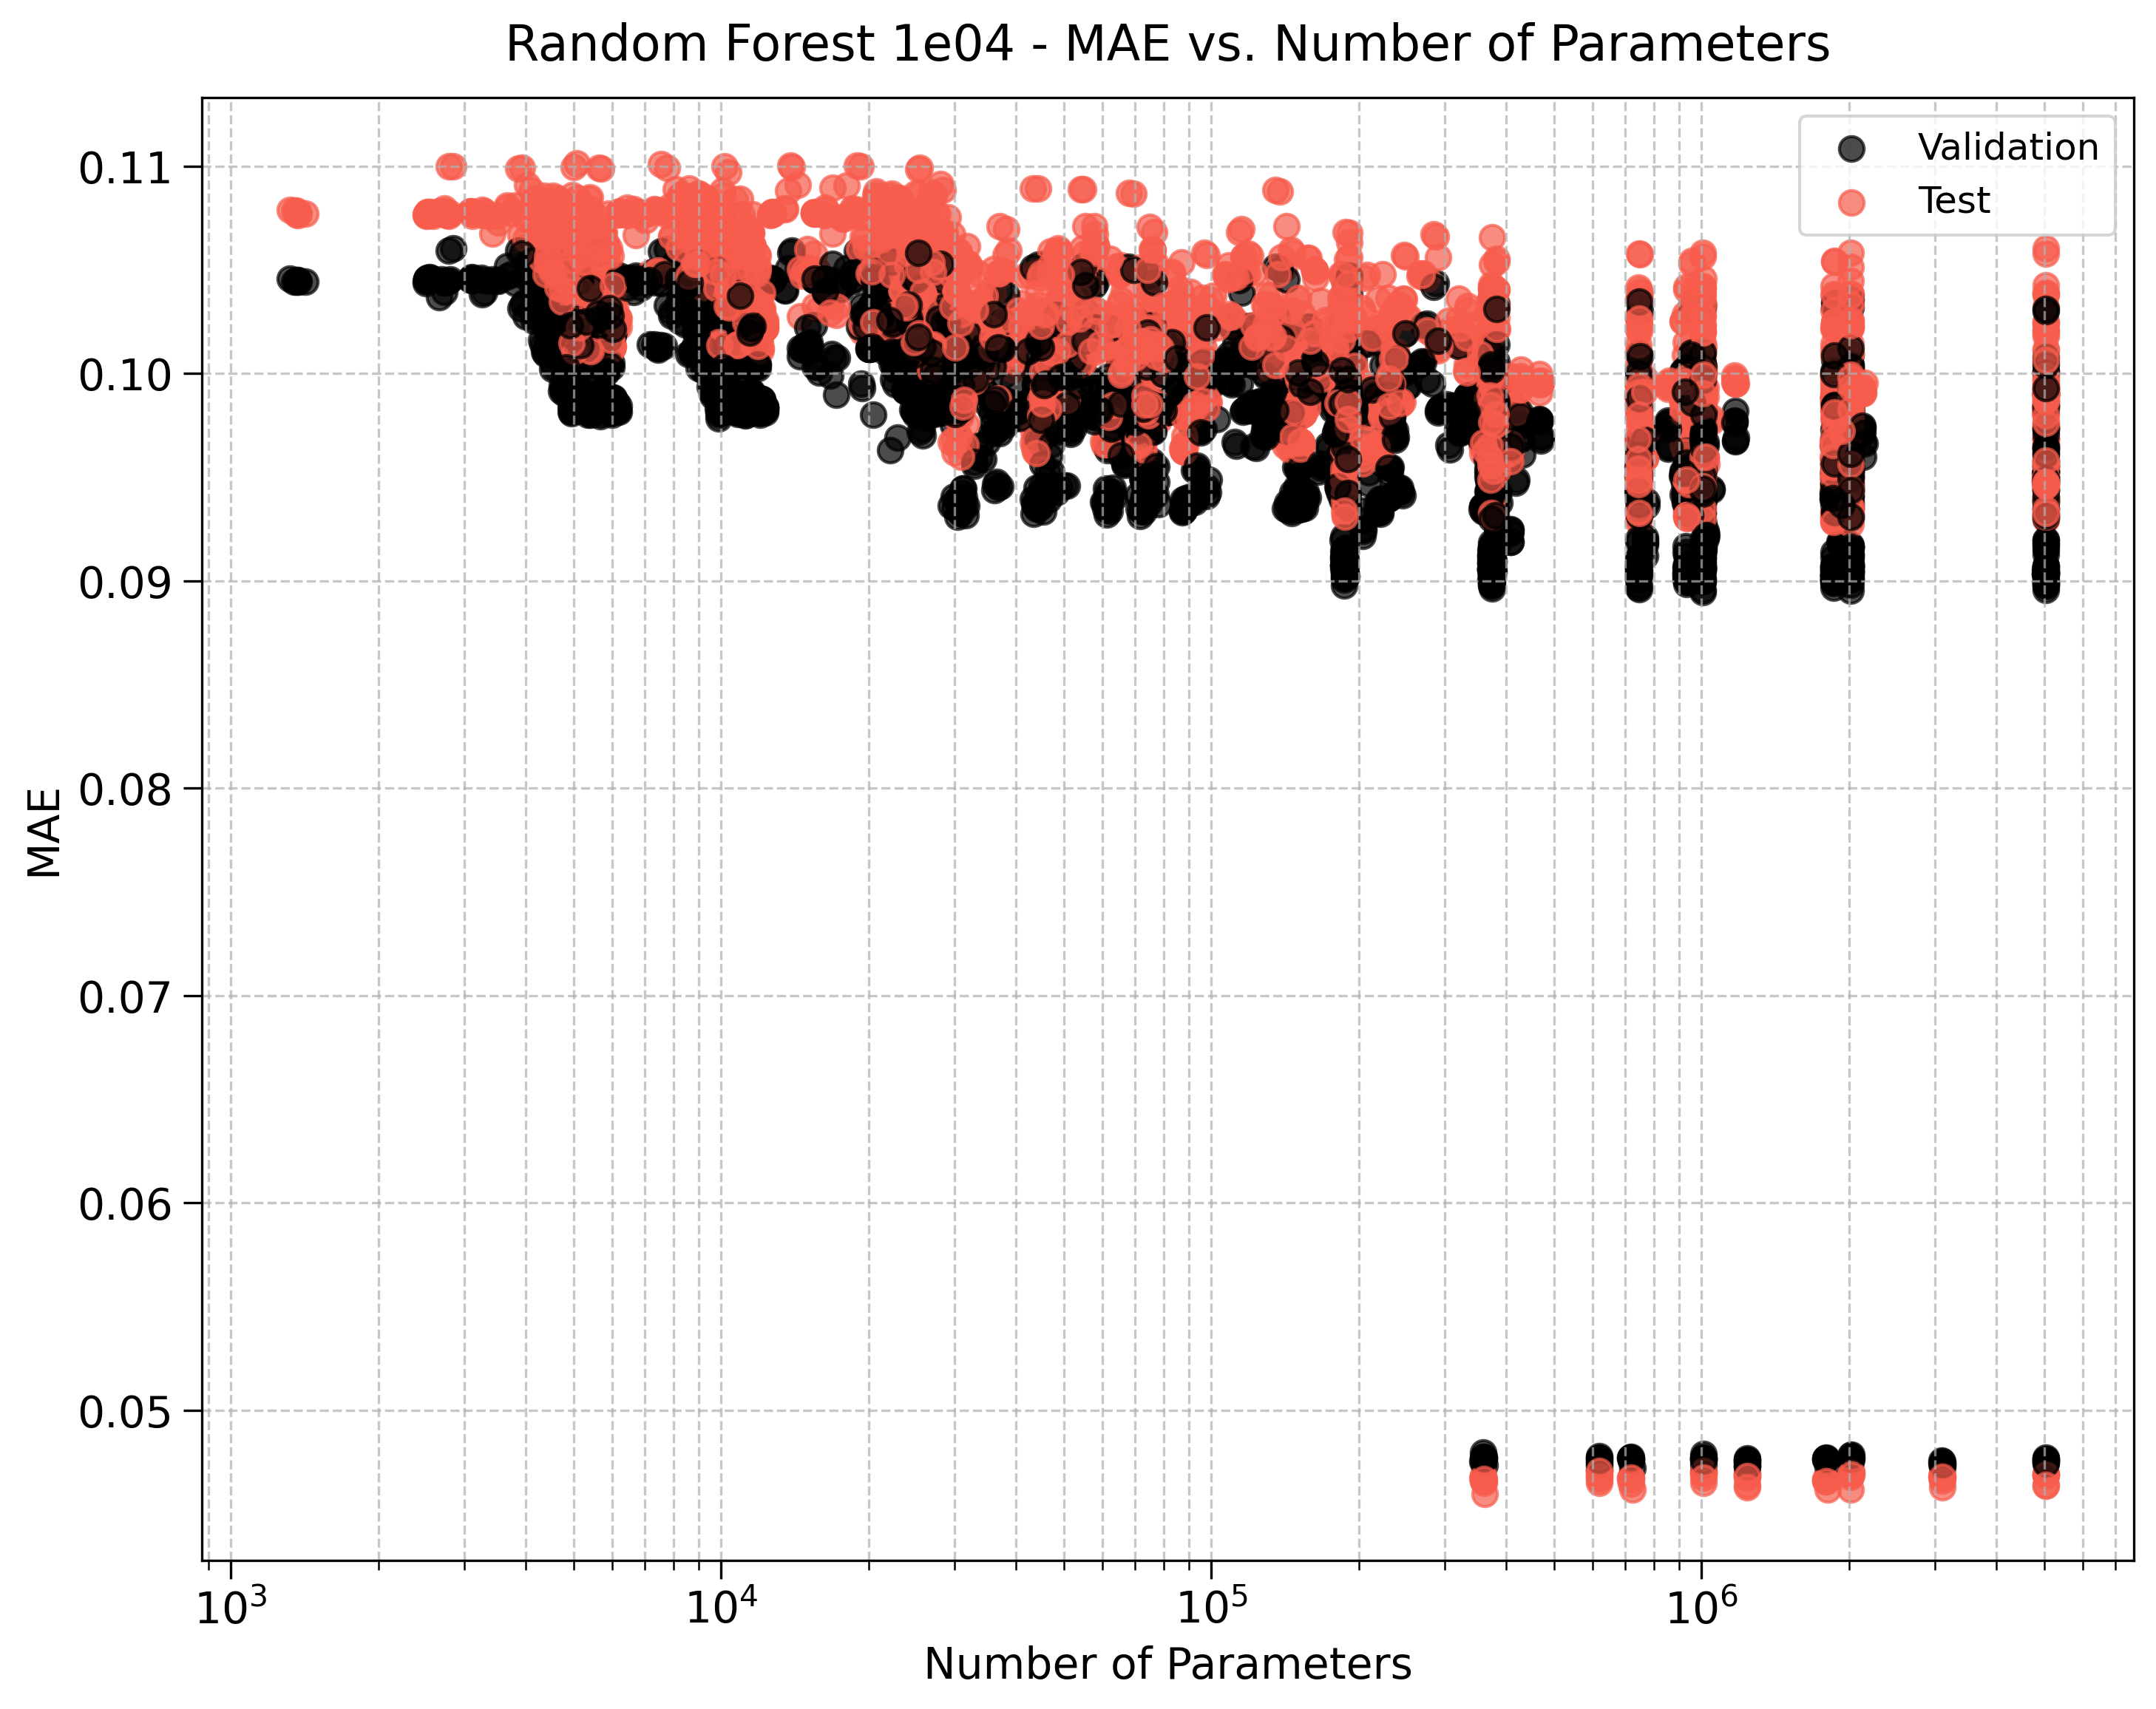 Random Forest 1e04 - MAE vs. Number of Parameters
Validation
Test
0.11
0.10
0.09
0.08
0.07
0.06
0.05
MAE
10³
10⁴
10⁵
10⁶
Number of Parameters